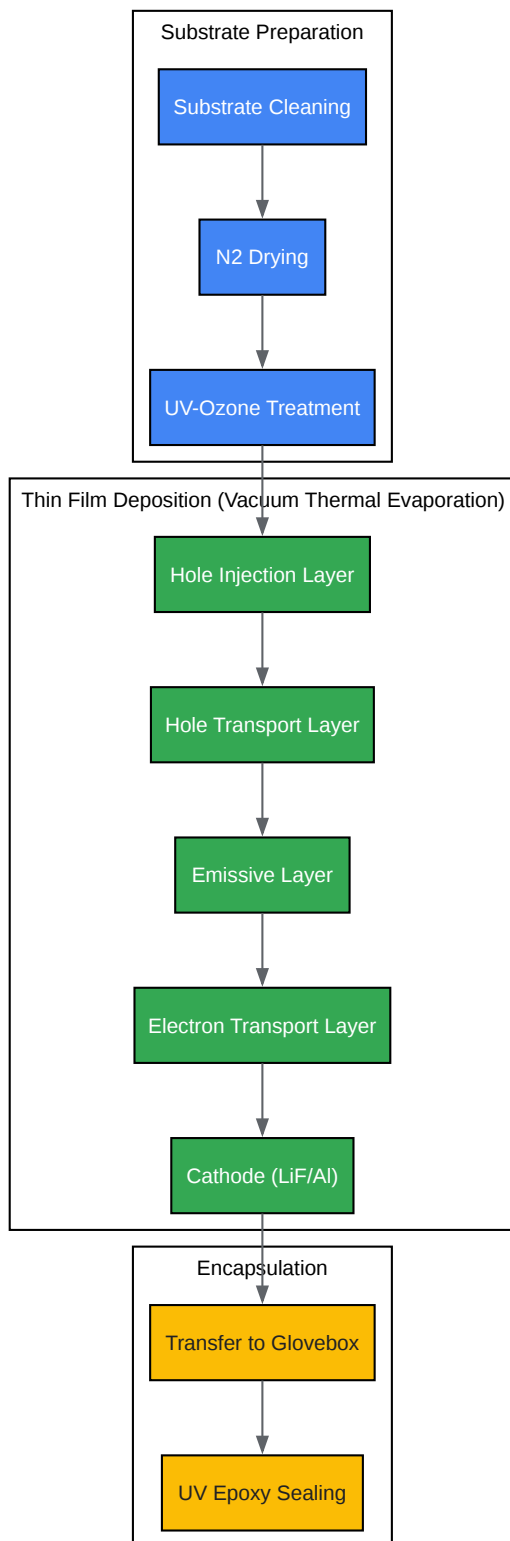 Substrate Preparation
Substrate Cleaning
N2 Drying
UV-Ozone Treatment
Thin Film Deposition (Vacuum Thermal Evaporation)
Hole Injection Layer
Hole Transport Layer
Emissive Layer
Electron Transport Layer
Cathode (LiF/Al)
Encapsulation
Transfer to Glovebox
UV Epoxy Sealing